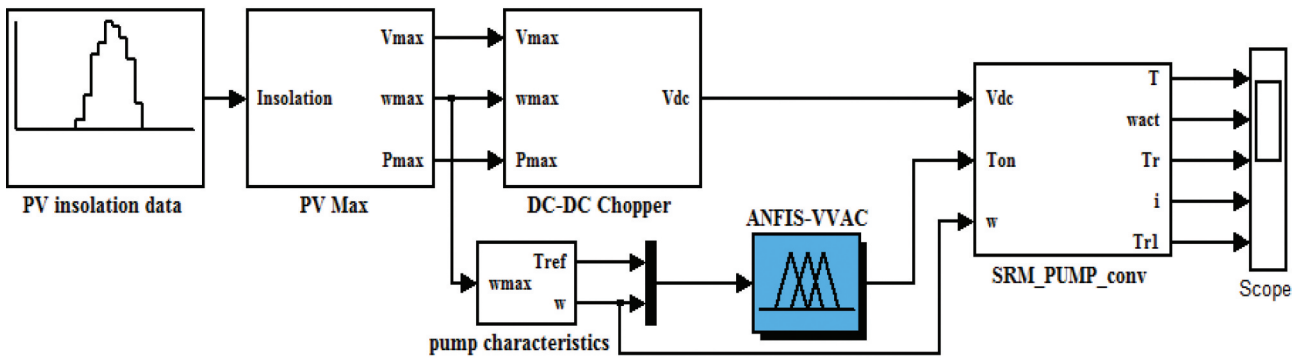 Insolation
Vmax
wmax
Pmax
Vmax
wmax
Pmax
Vdc
Vdc
Ton
w
T
wact
Tr
i
Tr1
PV insolation data
PV Max
DC-DC Chopper
ANFIS-VVAC
SRM_PUMP_conv
Scope
wmax
Tref
w
pump characteristics